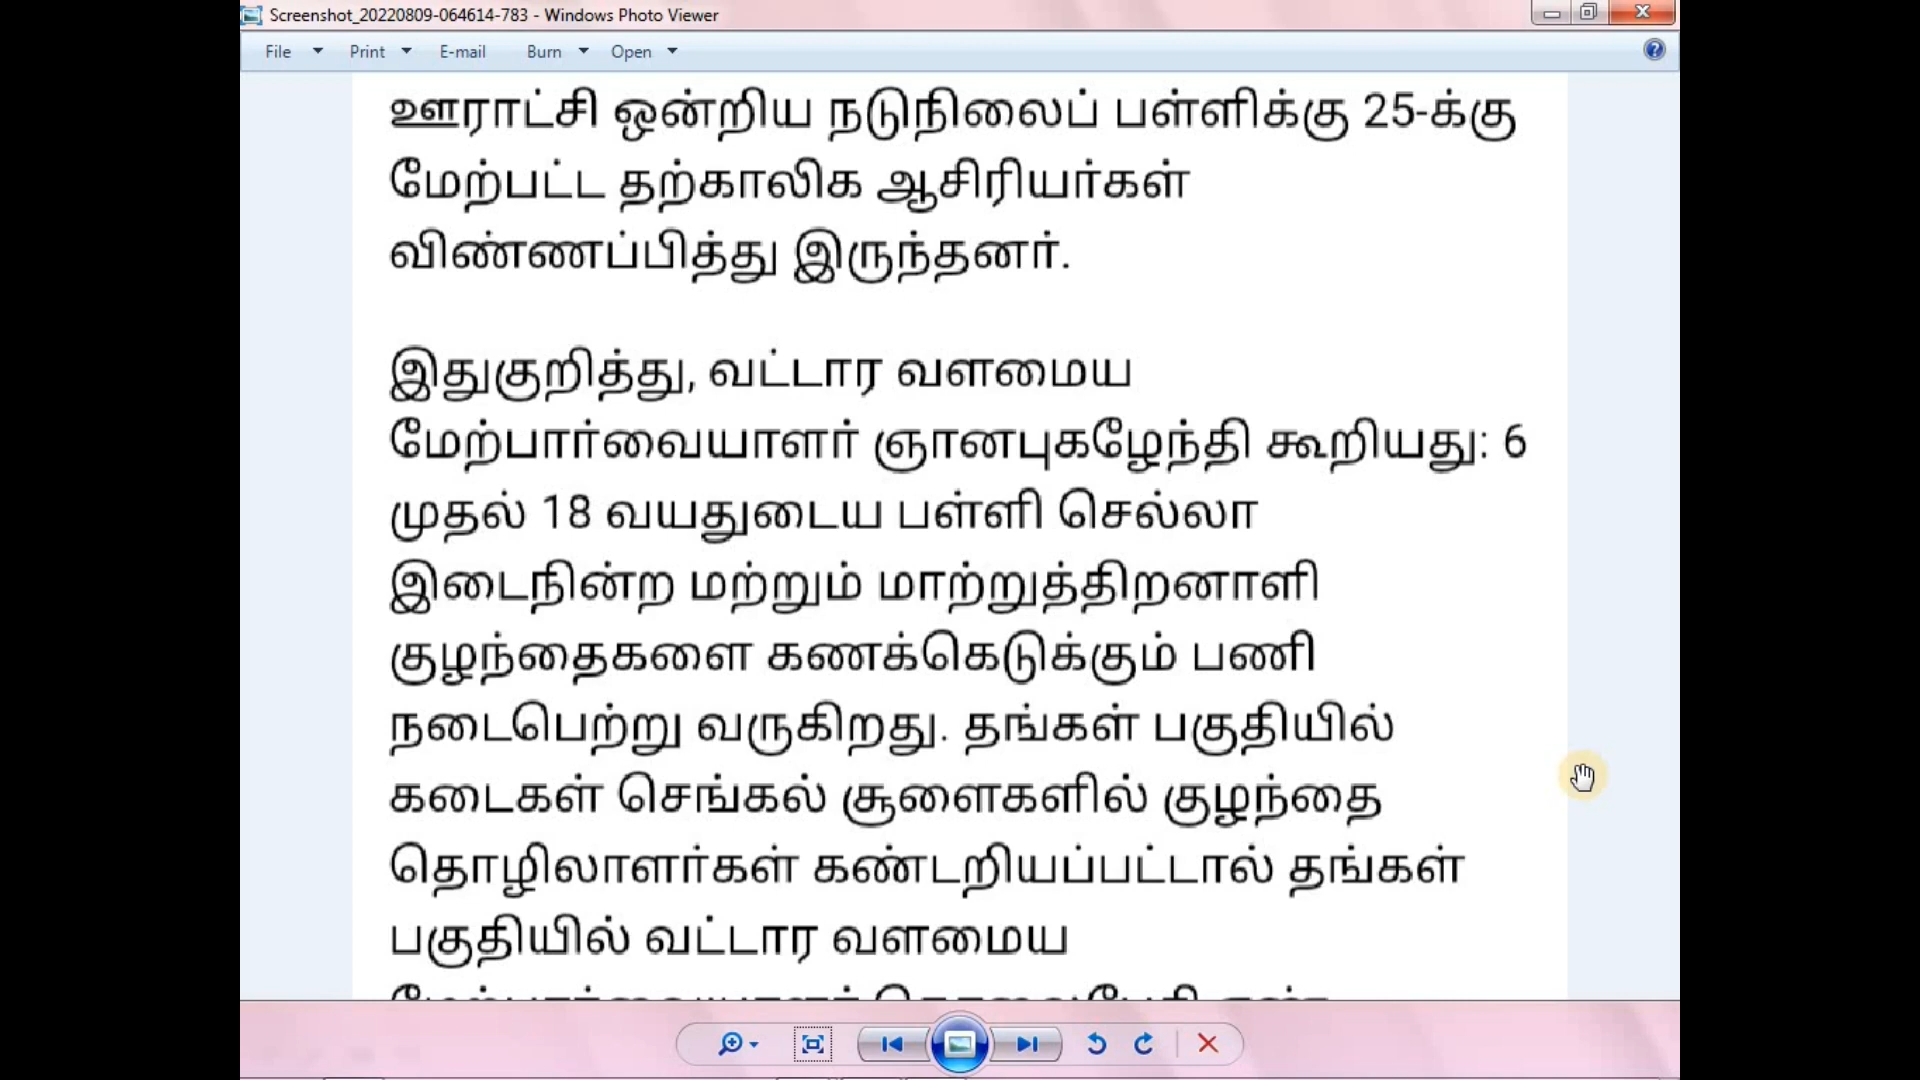 Screenshot_20220809-064614-783 - Windows Photo Viewer
File Print E-mail Burn Open
ஊராட்சி ஒன்றிய நடுநிலைப் பள்ளிக்கு 25-க்கு
மேற்பட்ட தற்காலிக ஆசிரியர்கள்
விண்ணப்பித்து இருந்தனர்.
இதுகுறித்து, வட்டார வளமைய
மேற்பார்வையாளர் ஞானபுகழேந்தி கூறியது: 6
முதல் 18 வயதுடைய பள்ளி செல்லா
இடைநின்ற மற்றும் மாற்றுத்திறனாளி
குழந்தைகளை கணக்கெடுக்கும் பணி
நடைபெற்று வருகிறது. தங்கள் பகுதியில்
கடைகள் செங்கல் சூளைகளில் குழந்தை
தொழிலாளர்கள் கண்டறியப்பட்டால் தங்கள்
பகுதியில் வட்டார வளமைய